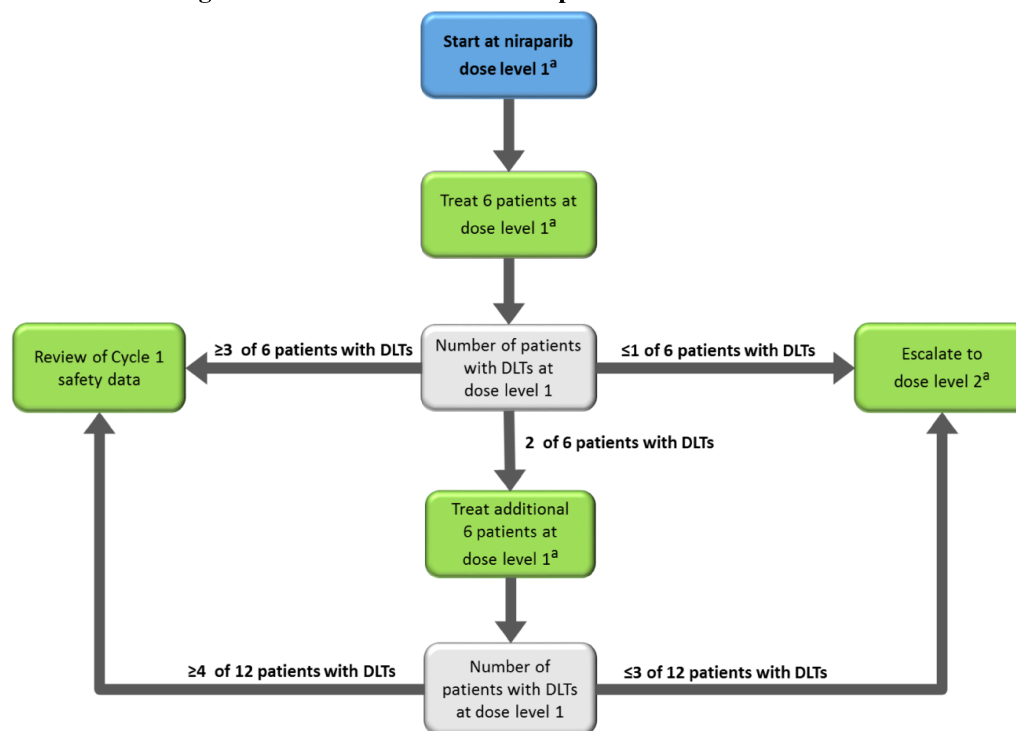 Start at niraparib
dose level 1a
Treat 6 patients at
dose level 1a
≥3 of 6 patients with DLTs
Number of patients
with DLTs at
dose level 1
≤1 of 6 patients with DLTs
Review of Cycle 1
safety data
Escalate to
dose level 2a
2 of 6 patients with DLTs
Treat additional
6 patients at
dose level 1a
≥4 of 12 patients with DLTs
Number of
patients with DLTs
at dose level 1
≤3 of 12 patients with DLTs